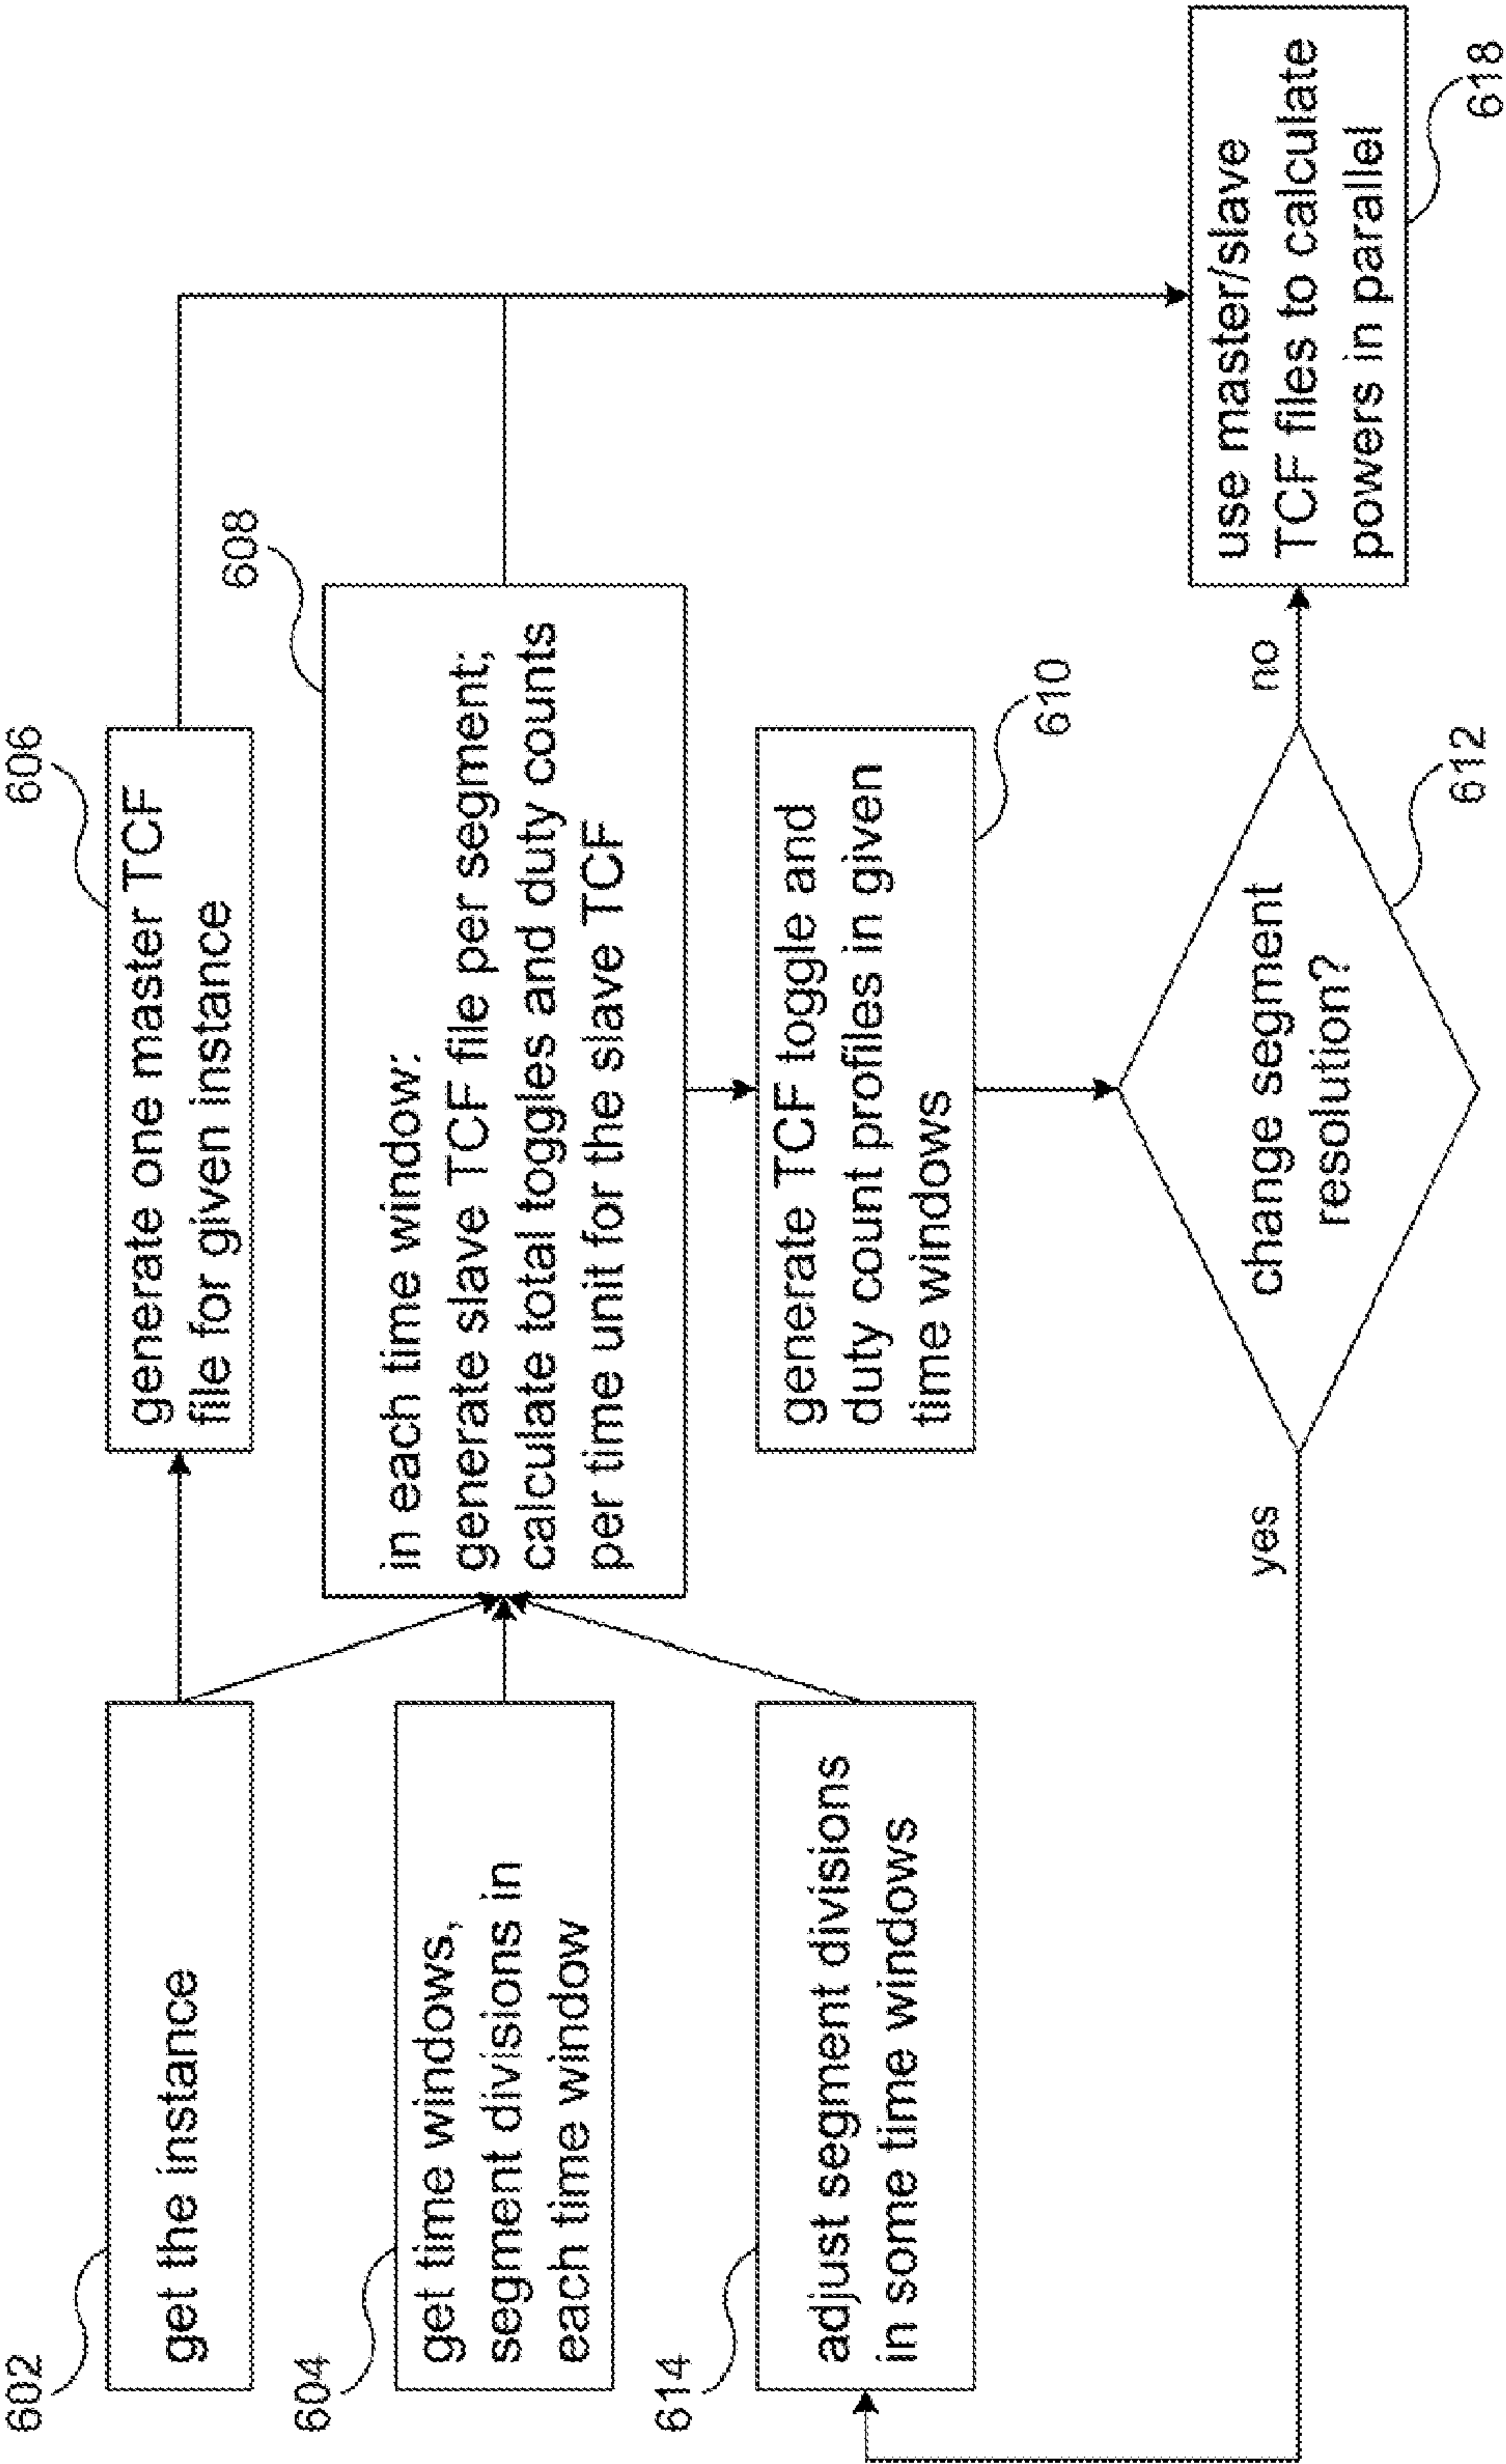 602
get the instance
604
get time windows,
segment divisions in
each time window
614
adjust segment divisions
in some time windows
606
generate one master TCF
file for given instance
608
in each time window:
generate slave TCF file per segment;
calculate total toggles and duty counts
per time unit for the slave TCF
610
generate TCF toggle and
duty count profiles in given
time windows
change segment
resolution?
612
yes
no
use master/slave
TCF files to calculate
powers in parallel
618